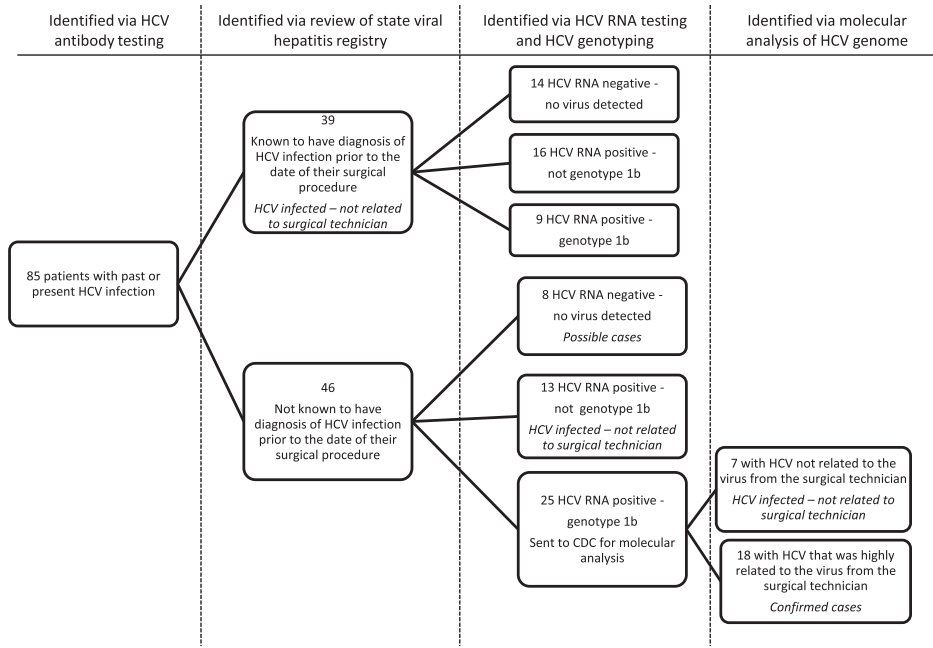 Identified via HCV
antibody testing
Identified via review of state viral
hepatitis registry
Identified via HCV RNA testing
and HCV genotyping
Identified via molecular
analysis of HCV genome
85 patients with past or
present HCV infection
39
Known to have diagnosis of
HCV infection prior to the
date of their surgical
procedure
HCV infected – not related
to surgical technician
46
Not known to have
diagnosis of HCV infection
prior to the date of their
surgical procedure
14 HCV RNA negative -
no virus detected
16 HCV RNA positive -
not genotype 1b
9 HCV RNA positive -
genotype 1b
8 HCV RNA negative -
no virus detected
Possible cases
13 HCV RNA positive -
not genotype 1b
HCV infected – not related
to surgical technician
25 HCV RNA positive -
genotype 1b
Sent to CDC for molecular
analysis
7 with HCV not related to the
virus from the surgical technician
HCV infected – not related to
surgical technician
18 with HCV that was highly
related to the virus from the
surgical technician
Confirmed cases